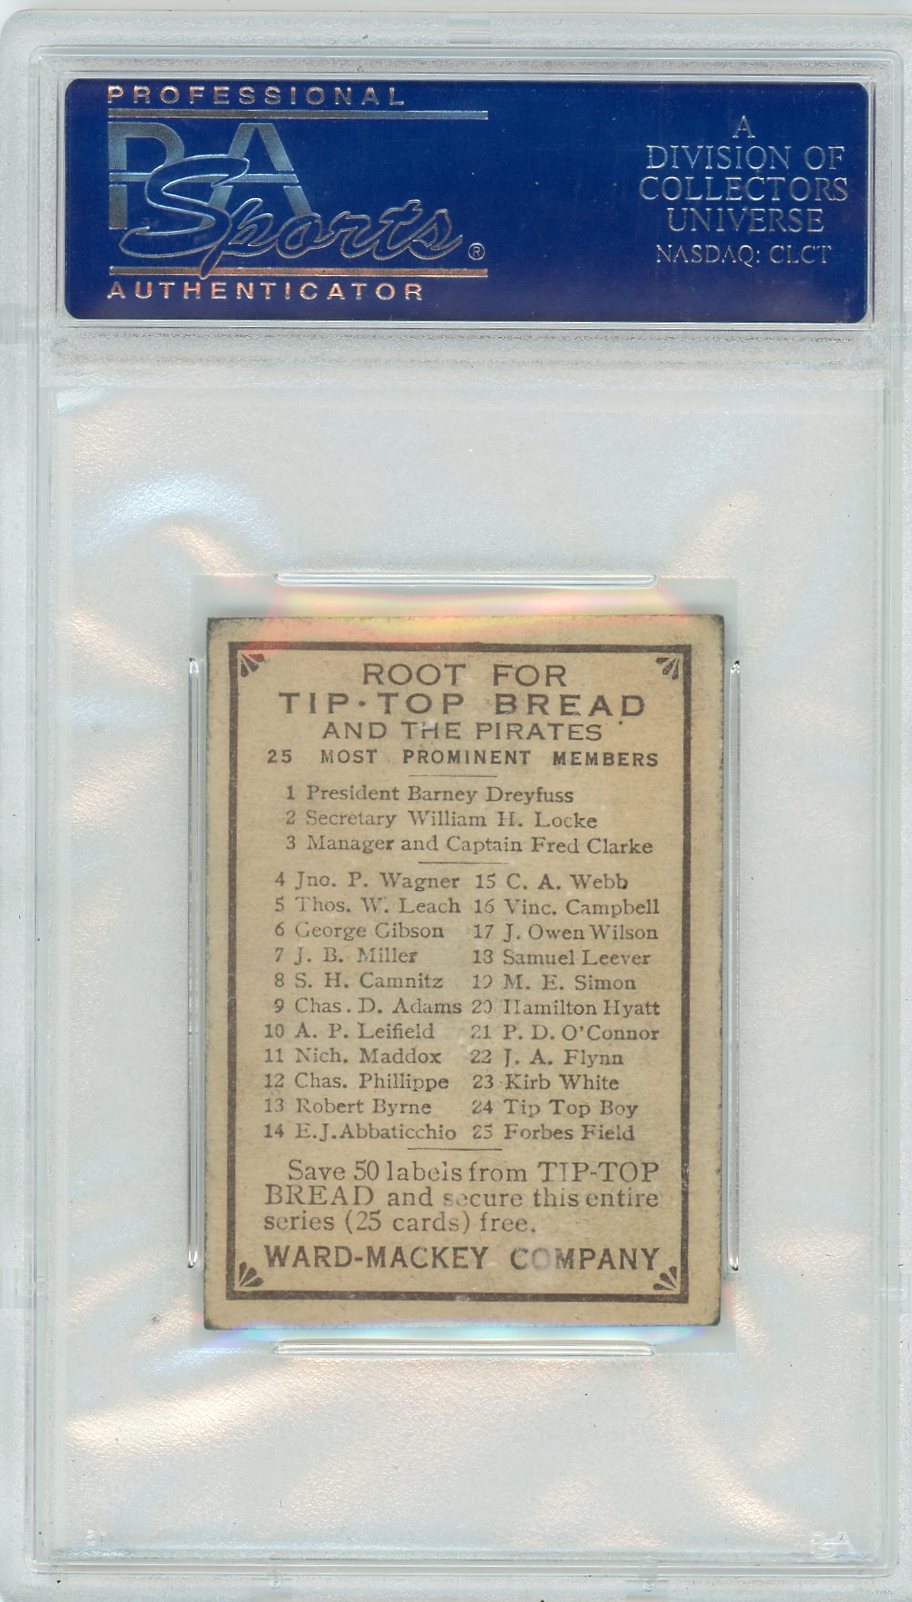 PROFESSIONAL
PSA
Sports®
AUTHENTICATOR
A
DIVISION OF
COLLECTORS
UNIVERSE
NASDAQ: CLCT
ROOT FOR
TIP-TOP BREAD
AND THE PIRATES
25 MOST PROMINENT MEMBERS
1 President Barney Dreyfuss
2 Secretary William H. Locke
3 Manager and Captain Fred Clarke
4 Jno. P. Wagner 15 C. A. Webb
5 Thos. W. Leach 16 Vinc. Campbell
6 George Gibson 17 J. Owen Wilson
7 J. B. Miller 18 Samuel Leever
8 S. H. Camnitz 19 M. E. Simon
9 Chas. D. Adams 20 Hamilton Hyatt
10 A. P. Leifield 21 P. D. O'Connor
11 Nich. Maddox 22 J. A. Flynn
12 Chas. Phillippe 23 Kirb White
13 Robert Byrne 24 Tip Top Boy
14 E. J. Abbaticchio 25 Forbes Field
Save 50 labels from TIP-TOP
BREAD and secure this entire
series (25 cards) free.
WARD-MACKEY COMPANY
PSA